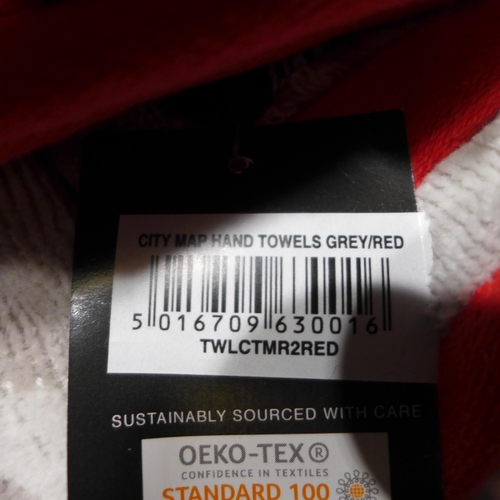 CITY MAP HAND TOWELS GREY/RED
5 016709 630016
TWLCTMR2RED
SUSTAINABLY SOURCED WITH CARE
OEKO-TEX®
CONFIDENCE IN TEXTILES
STANDARD 100